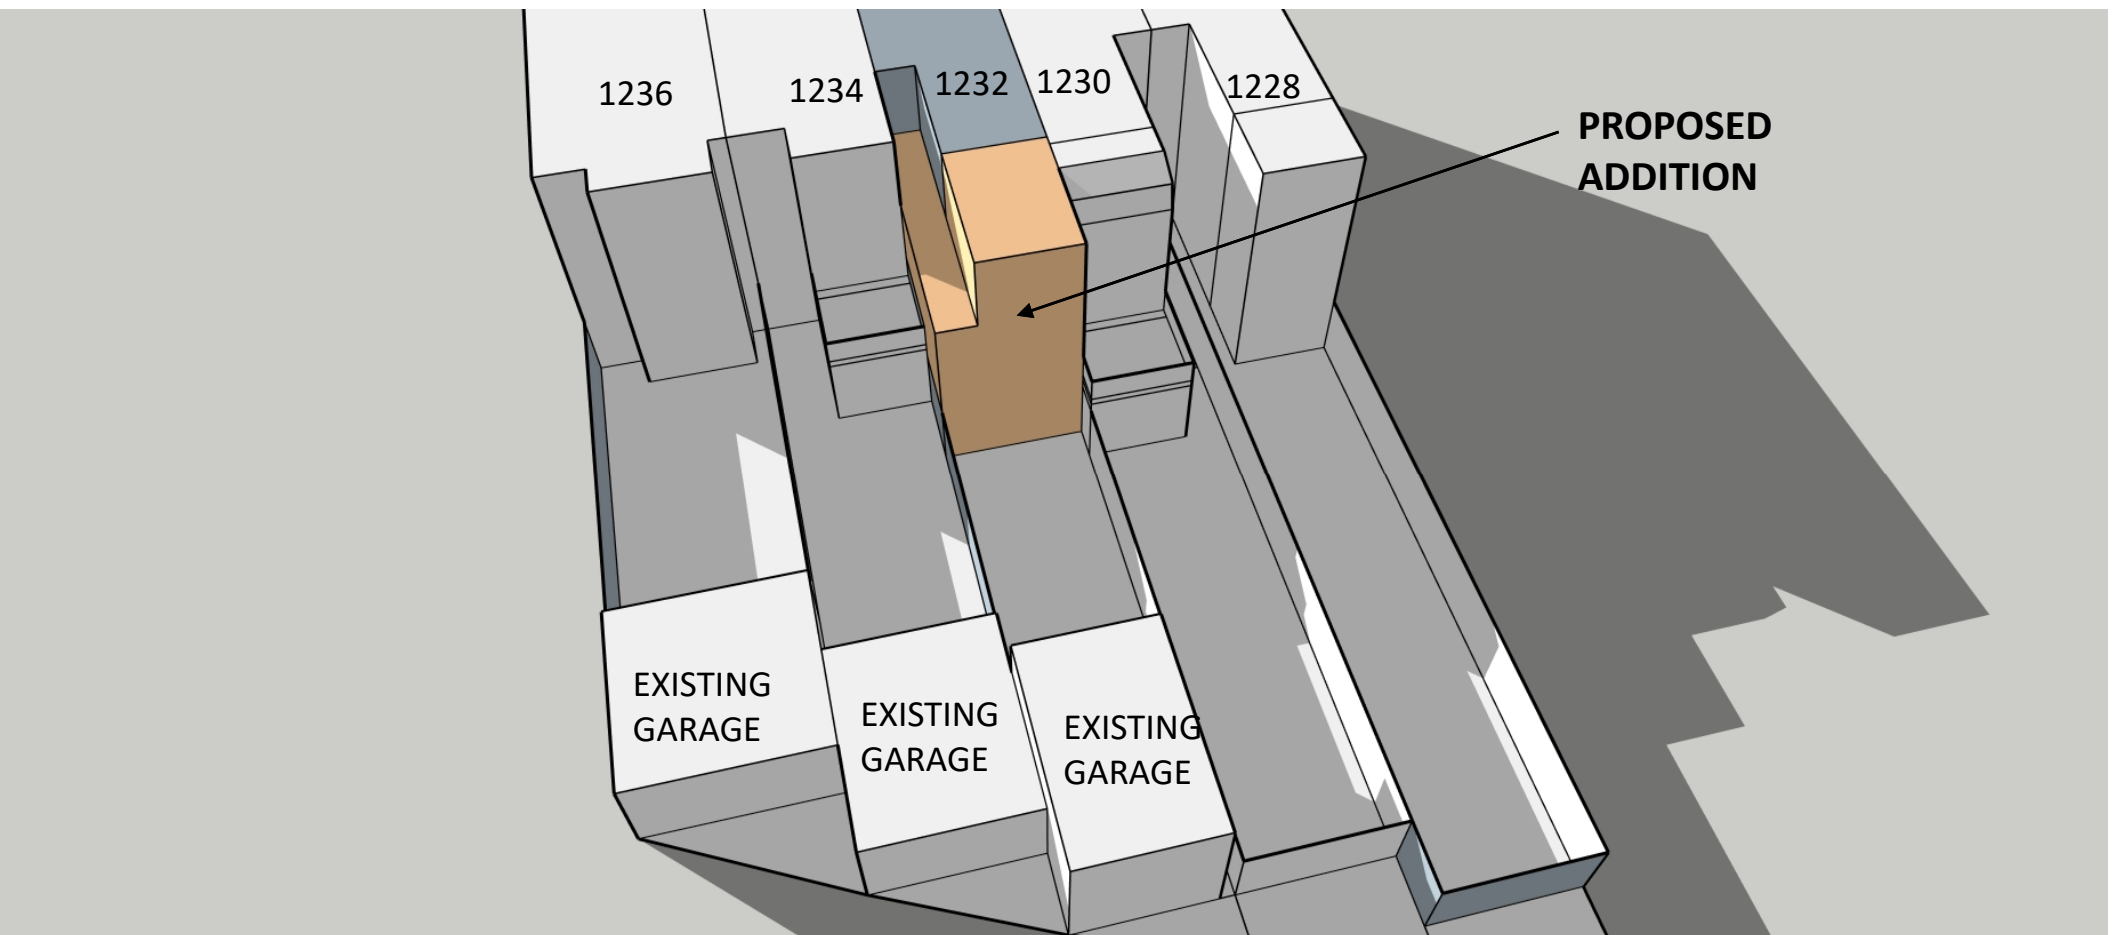 1236
1234
1232
1230
1228
PROPOSED
ADDITION
EXISTING
GARAGE
EXISTING
GARAGE
EXISTING
GARAGE